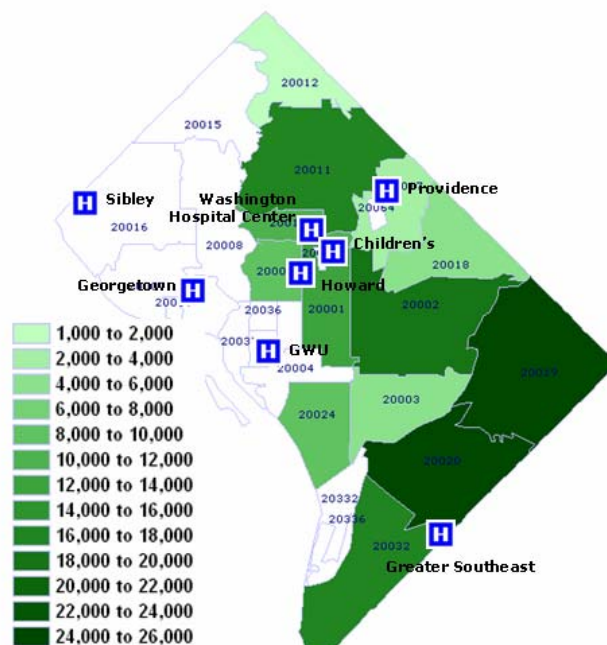 20012
20015
20011
Washington
Hospital Center
Providence
Sibley
20064
20016
20008
Children's
20018
Georgetown
Howard
20036
20001
20002
GWU
20004
20019
20024
20003
20020
20332
20336
20032
Greater Southeast
1,000 to 2,000
2,000 to 4,000
4,000 to 6,000
6,000 to 8,000
8,000 to 10,000
10,000 to 12,000
12,000 to 14,000
14,000 to 16,000
16,000 to 18,000
18,000 to 20,000
20,000 to 22,000
22,000 to 24,000
24,000 to 26,000
H
H
H
H
H
H
H
H